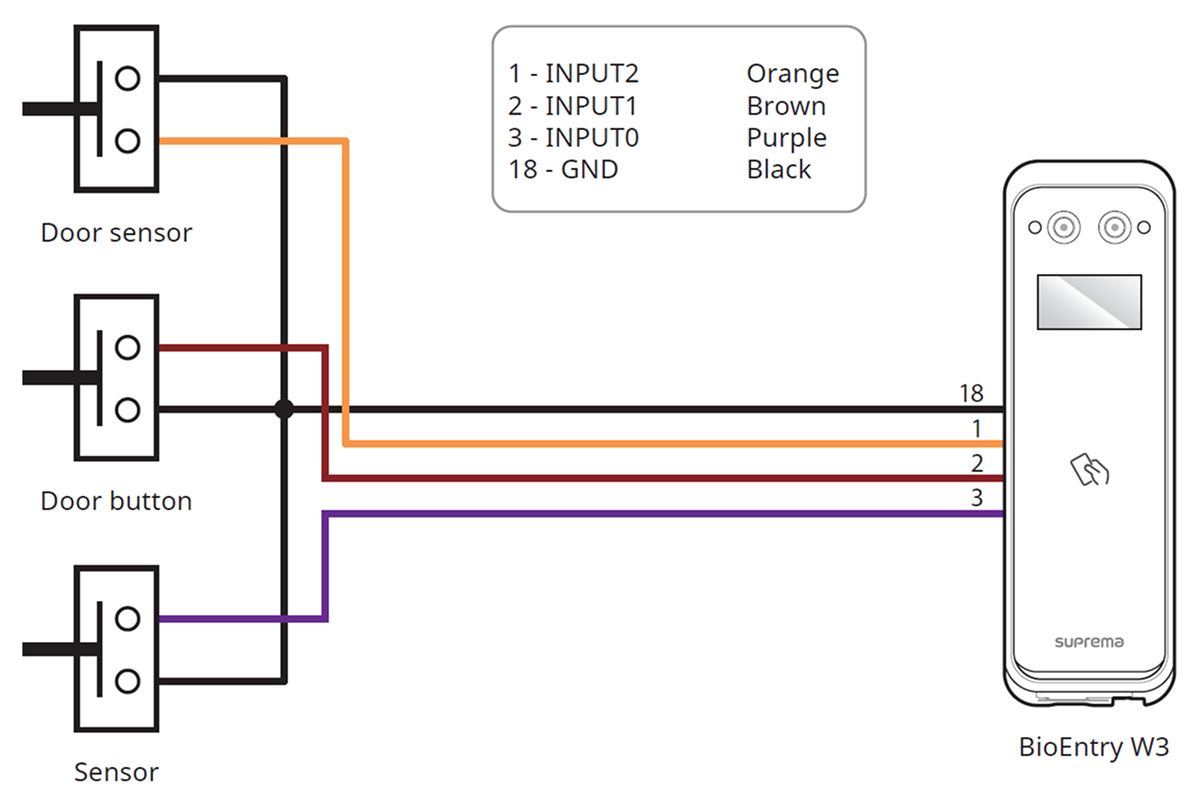 1 - INPUT2 Orange
2 - INPUT1 Brown
3 - INPUT0 Purple
18 - GND Black
Door sensor
18
1
2
3
Door button
suprema
Sensor
BioEntry W3